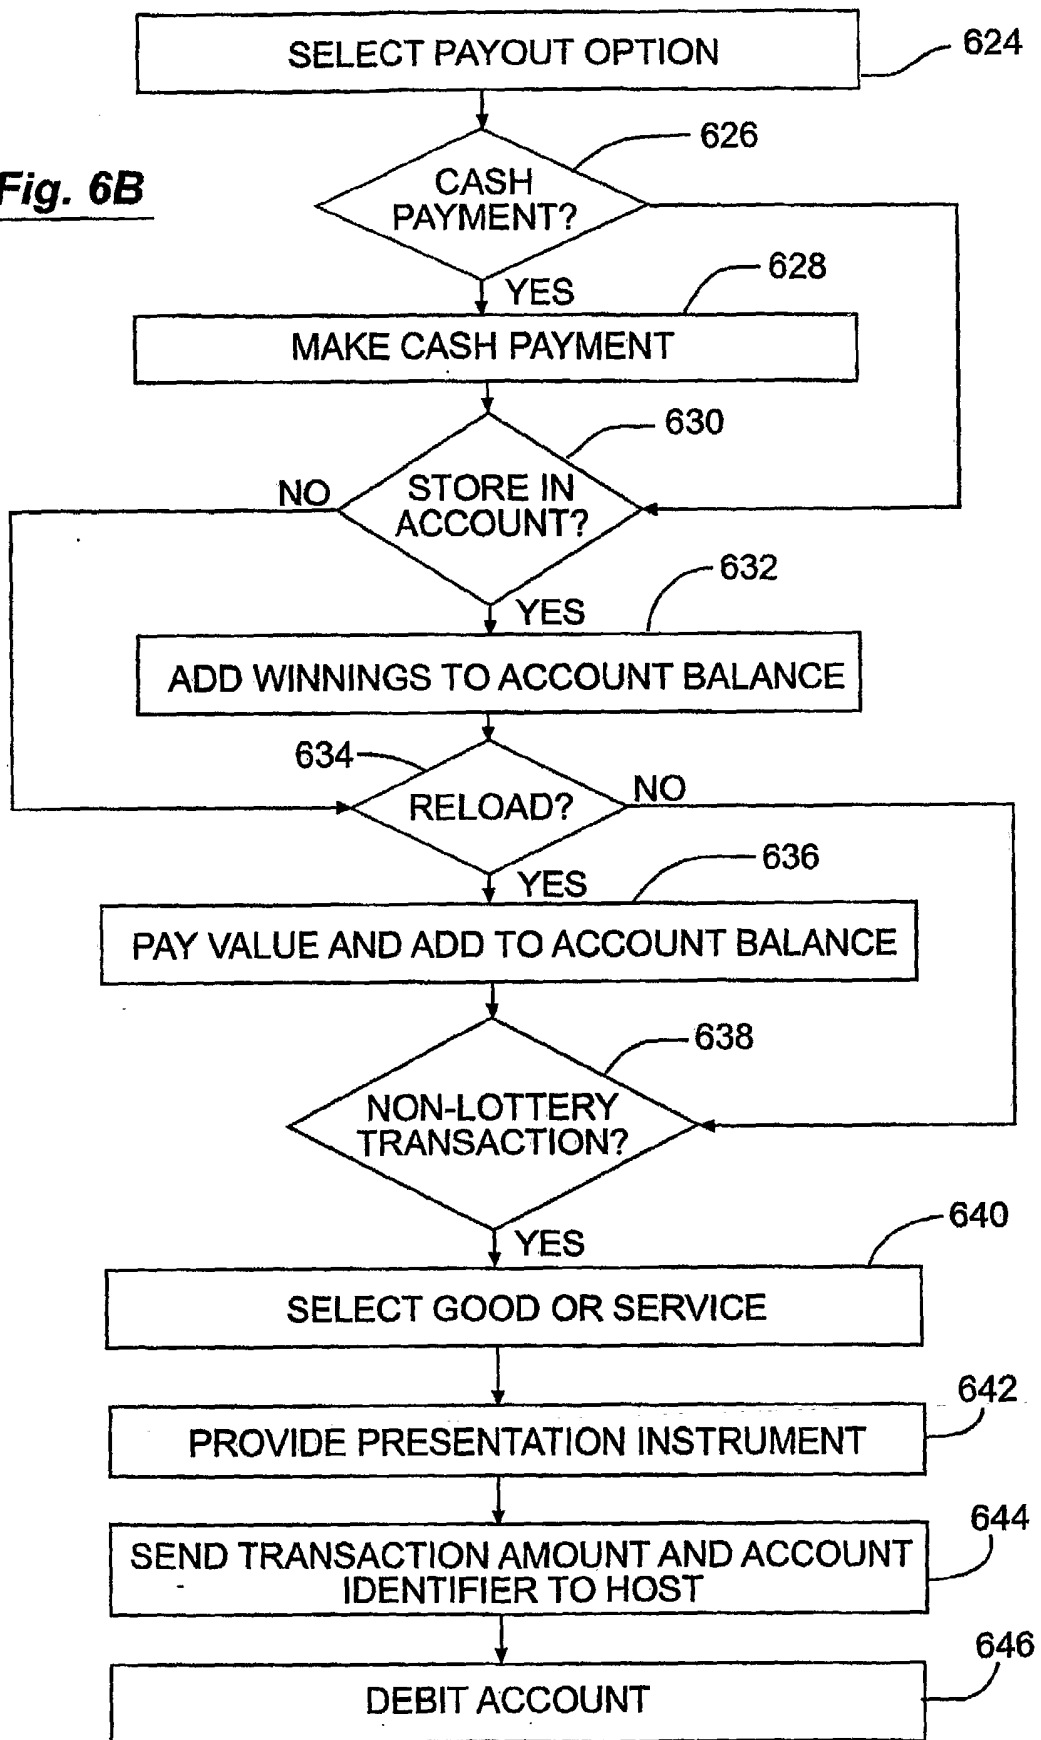 SELECT PAYOUT OPTION
624
626
Fig. 6B
CASH
PAYMENT?
YES
628
MAKE CASH PAYMENT
630
NO
STORE IN
ACCOUNT?
632
YES
ADD WINNINGS TO ACCOUNT BALANCE
634
RELOAD?
NO
636
YES
PAY VALUE AND ADD TO ACCOUNT BALANCE
638
NON-LOTTERY
TRANSACTION?
640
YES
SELECT GOOD OR SERVICE
642
PROVIDE PRESENTATION INSTRUMENT
644
SEND TRANSACTION AMOUNT AND ACCOUNT
IDENTIFIER TO HOST
646
DEBIT ACCOUNT